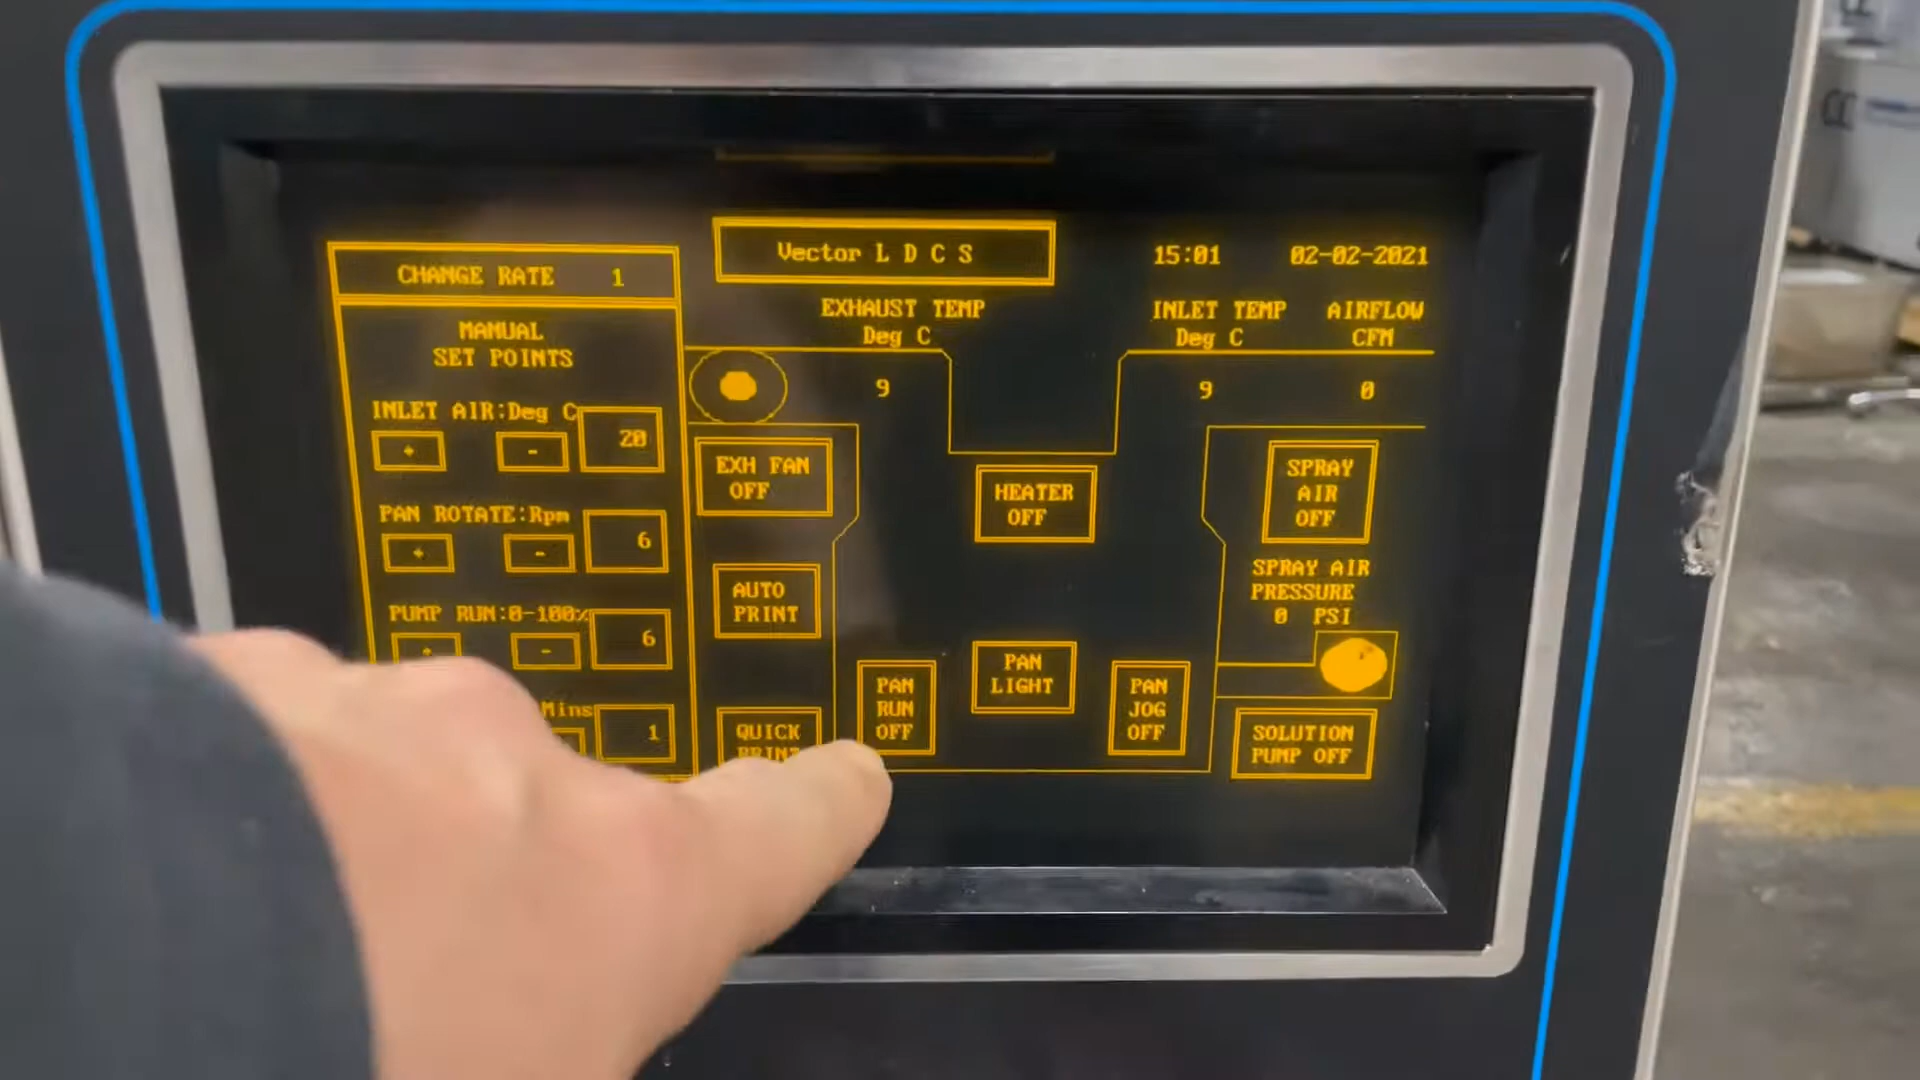 Vector L D C S
15:01 02-02-2021
CHANGE RATE 1
MANUAL
SET POINTS
INLET AIR:Deg C
+ - 20
PAN ROTATE:Rpm
+ - 6
PUMP RUN:0-100%
+ - 6
Mins
1
EXHAUST TEMP
Deg C
9
INLET TEMP
Deg C
9
AIRFLOW
CFM
0
EXH FAN
OFF
AUTO
PRINT
QUICK
PRINT
HEATER
OFF
PAN
RUN
OFF
PAN
LIGHT
PAN
JOG
OFF
SPRAY
AIR
OFF
SPRAY AIR
PRESSURE
0 PSI
SOLUTION
PUMP OFF